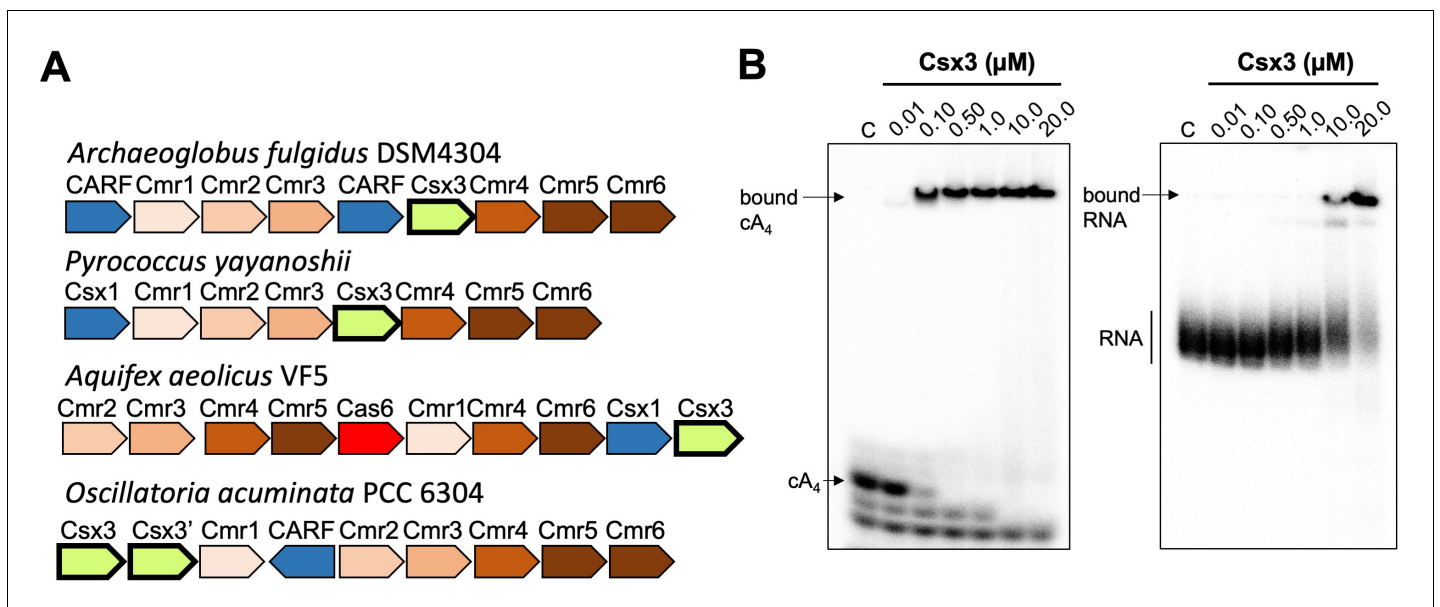 A
Archaeoglobus fulgidus DSM4304
CARF Cmr1 Cmr2 Cmr3 CARF Csx3 Cmr4 Cmr5 Cmr6
Pyrococcus yayanoshii
Csx1 Cmr1 Cmr2 Cmr3 Csx3 Cmr4 Cmr5 Cmr6
Aquifex aeolicus VF5
Cmr2 Cmr3 Cmr4 Cmr5 Cas6 Cmr1 Cmr4 Cmr6 Csx1 Csx3
Oscillatoria acuminata PCC 6304
Csx3 Csx3’ Cmr1 CARF Cmr2 Cmr3 Cmr4 Cmr5 Cmr6
B
Csx3 (µM)
C 0.01 0.10 0.50 1.0 10.0 20.0
bound
cA₄
cA₄
Csx3 (µM)
C 0.01 0.10 0.50 1.0 10.0 20.0
bound
RNA
RNA